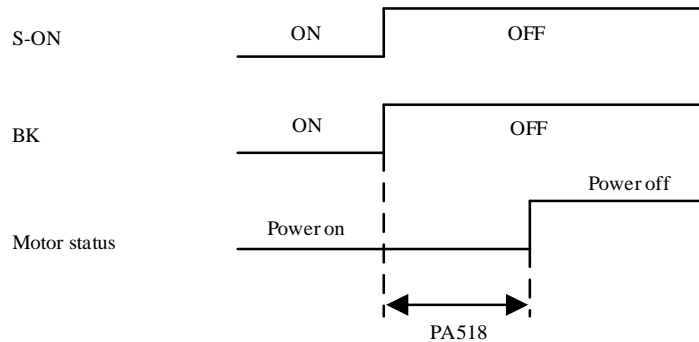 S-ON
ON
OFF
BK
ON
OFF
Motor status
Power on
Power off
PA518